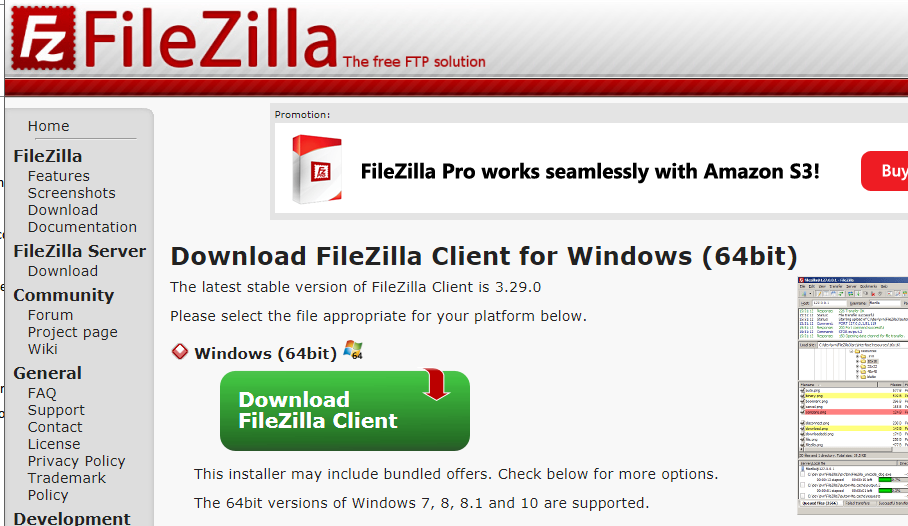 FileZilla The free FTP solution
Home
FileZilla
Features
Screenshots
Download
Documentation
FileZilla Server
Download
Community
Forum
Project page
Wiki
General
FAQ
Support
Contact
License
Privacy Policy
Trademark
Policy
Development
Promotion:
FileZilla Pro works seamlessly with Amazon S3!
Buy
Download FileZilla Client for Windows (64bit)
The latest stable version of FileZilla Client is 3.29.0
Please select the file appropriate for your platform below.
Windows (64bit) 64
Download
FileZilla Client
This installer may include bundled offers. Check below for more options.
The 64bit versions of Windows 7, 8, 8.1 and 10 are supported.